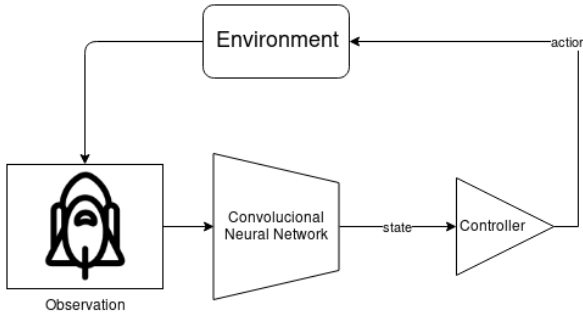 Environment
action
Convolucional
Neural Network
state
Controller
Observation